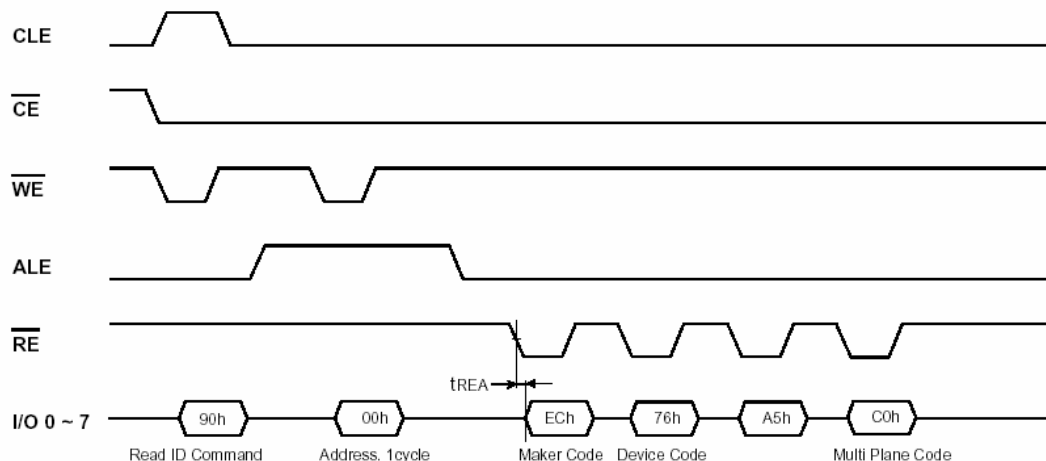 CLE
CE
WE
ALE
RE
tREA
I/O 0 ~ 7 90h 00h ECh 76h A5h C0h
Read ID Command Address. 1cycle Maker Code Device Code Multi Plane Code